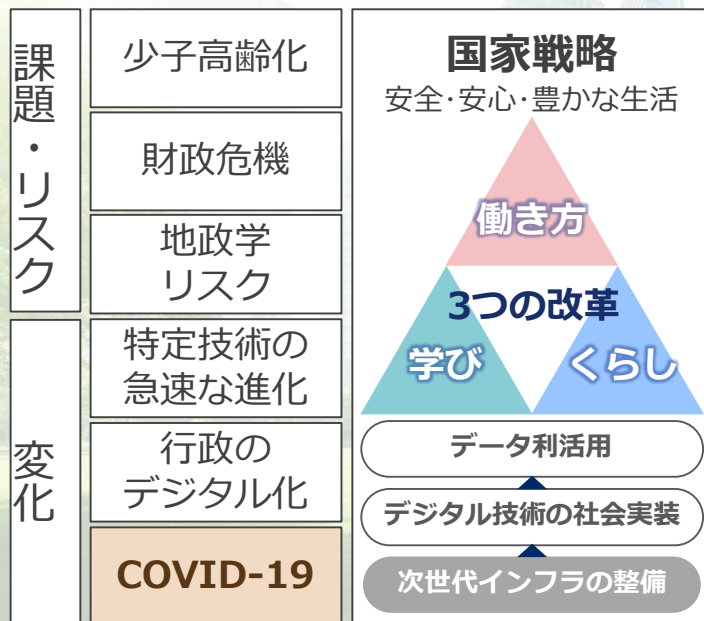 課題・リスク
少子高齢化
財政危機
地政学
リスク
変化
特定技術の
急速な進化
行政の
デジタル化
COVID-19
国家戦略
安全・安心・豊かな生活
働き方
3つの改革
学び
くらし
データ利活用
デジタル技術の社会実装
次世代インフラの整備